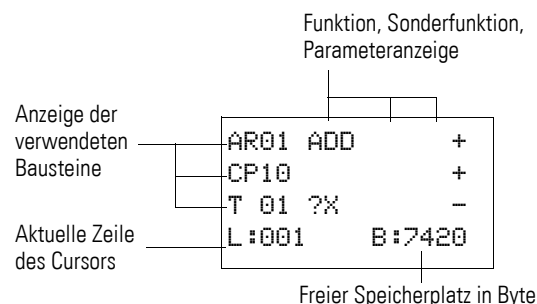 Funktion, Sonderfunktion,
Parameteranzeige
Anzeige der
verwendeten
Bausteine
AR01 ADD +
CP10 +
T 01 ?X -
L:001 B:7420
Aktuelle Zeile
des Cursors
Freier Speicherplatz in Byte